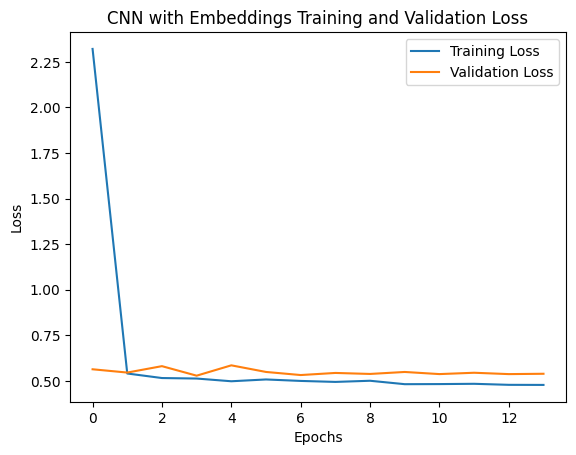 CNN with Embeddings Training and Validation Loss
Training Loss
Validation Loss
Loss
2.25
2.00
1.75
1.50
1.25
1.00
0.75
0.50
0 2 4 6 8 10 12
Epochs